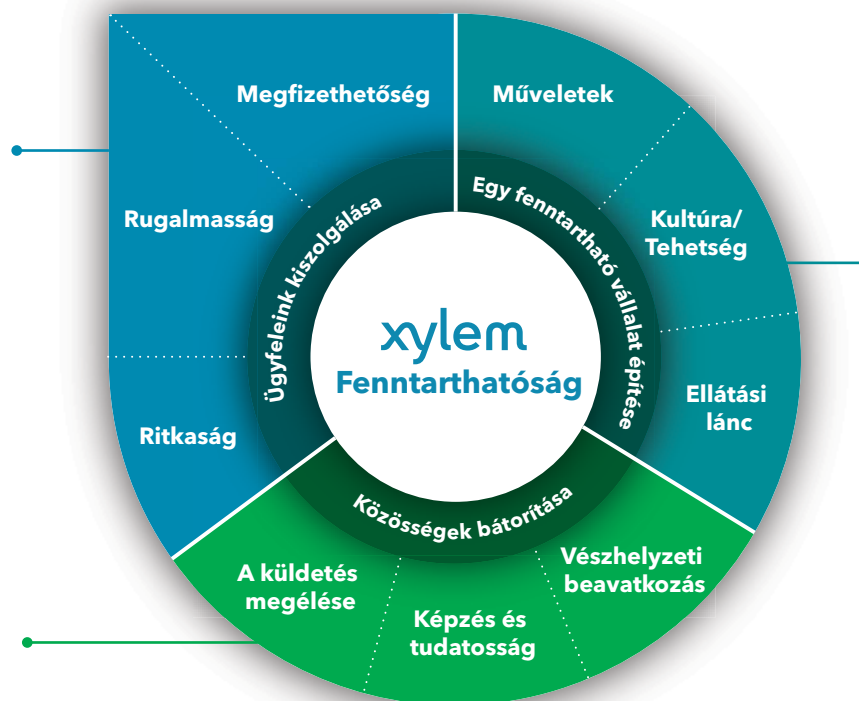 Megfizethetőség
Műveletek
Rugalmasság
Kultúra/
Tehetség
Ügyfeleink kiszolgálása
Egy fenntartható vállalat építése
xylem
Fenntarthatóság
Ritkaság
Ellátási
lánc
Közösségek bátorítása
A küldetés
megélése
Képzés és
tudatosság
Vészhelyzeti
beavatkozás